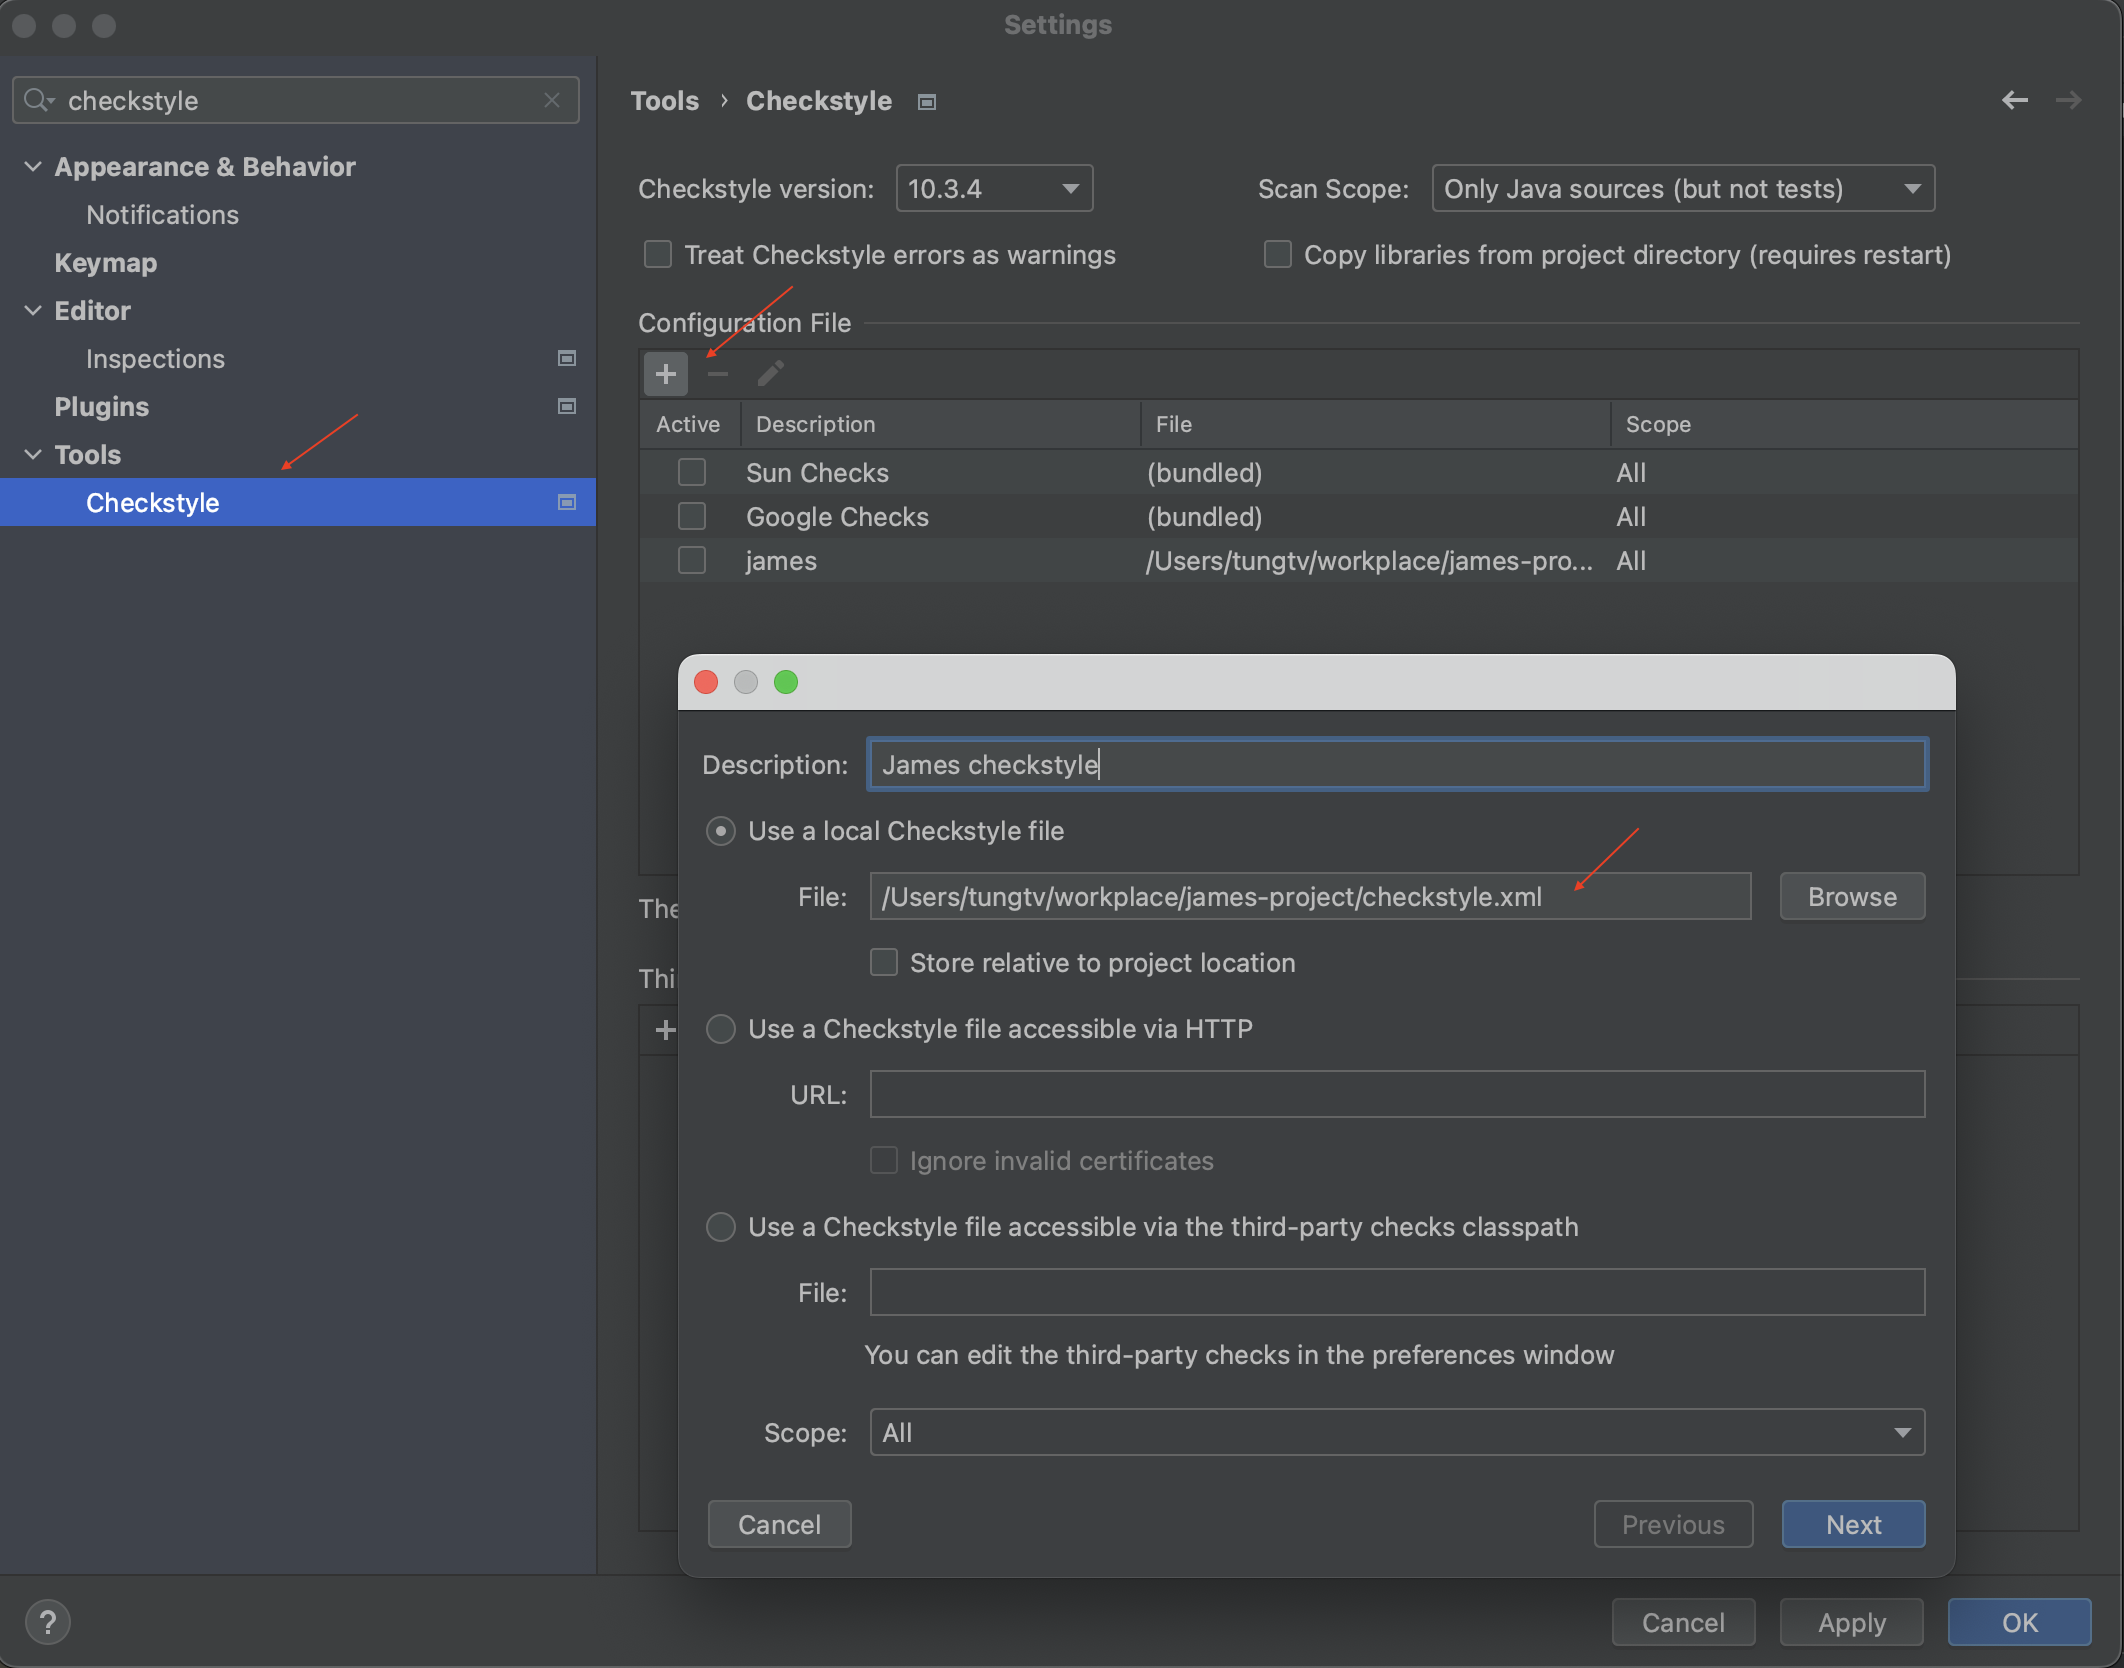 Settings
checkstyle
Appearance & Behavior
Notifications
Keymap
Editor
Inspections
Plugins
Tools
Checkstyle
Tools › Checkstyle
Checkstyle version: 10.3.4 Scan Scope: Only Java sources (but not tests)
Treat Checkstyle errors as warnings Copy libraries from project directory (requires restart)
Configuration File
Active Description File Scope
Sun Checks (bundled) All
Google Checks (bundled) All
james /Users/tungtv/workplace/james-pro... All
The
Thi
Description: James checkstyle
Use a local Checkstyle file
File: /Users/tungtv/workplace/james-project/checkstyle.xml Browse
Store relative to project location
Use a Checkstyle file accessible via HTTP
URL:
Ignore invalid certificates
Use a Checkstyle file accessible via the third-party checks classpath
File:
You can edit the third-party checks in the preferences window
Scope: All
Cancel Previous Next
? Cancel Apply OK